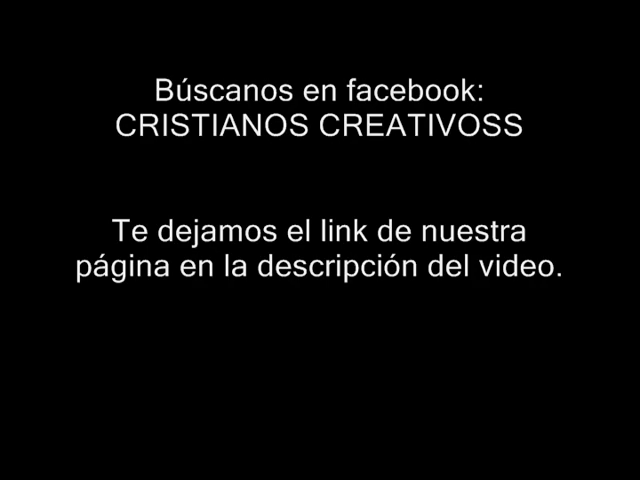 Búscanos en facebook:
CRISTIANOS CREATIVOSS
Te dejamos el link de nuestra
página en la descripción del video.